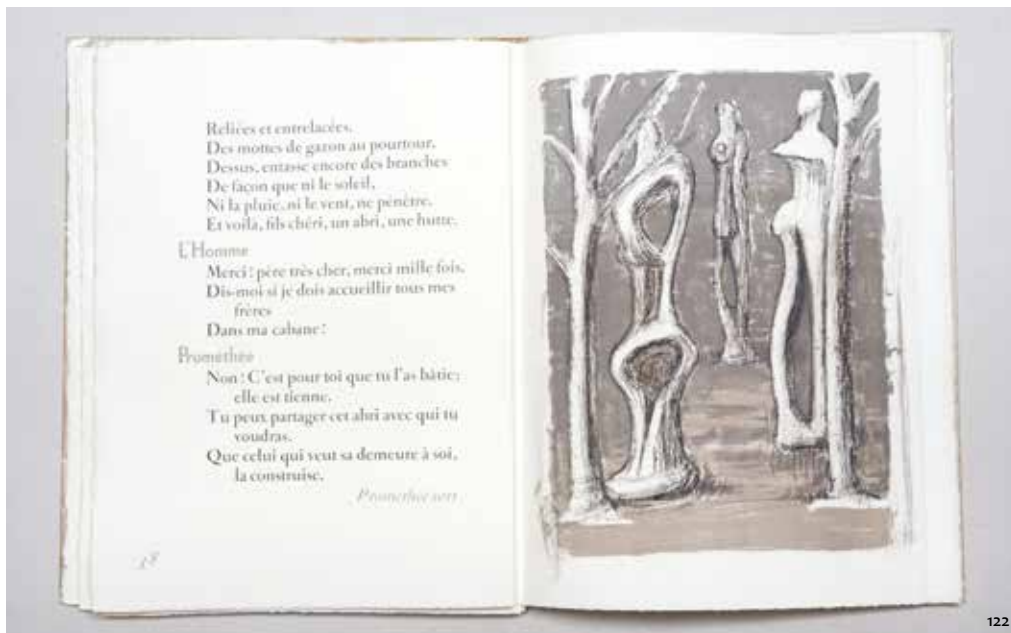 Reliées et entrelacées.
Des mottes de gazon au pourtour.
Dessus, entasse encore des branches
De façon que ni le soleil,
Ni la pluie, ni le vent, ne pénètre.
Et voilà, fils chéri, un abri, une hutte.
L'Homme
Merci ! père très cher, merci mille fois.
Dis-moi si je dois accueillir tous mes
frères
Dans ma cabane !
Prométhée
Non ! C'est pour toi que tu l'as bâtie;
elle est tienne.
Tu peux partager cet abri avec qui tu
voudras.
Que celui qui veut sa demeure à soi,
la construise.
Prométhée sort.
18
122